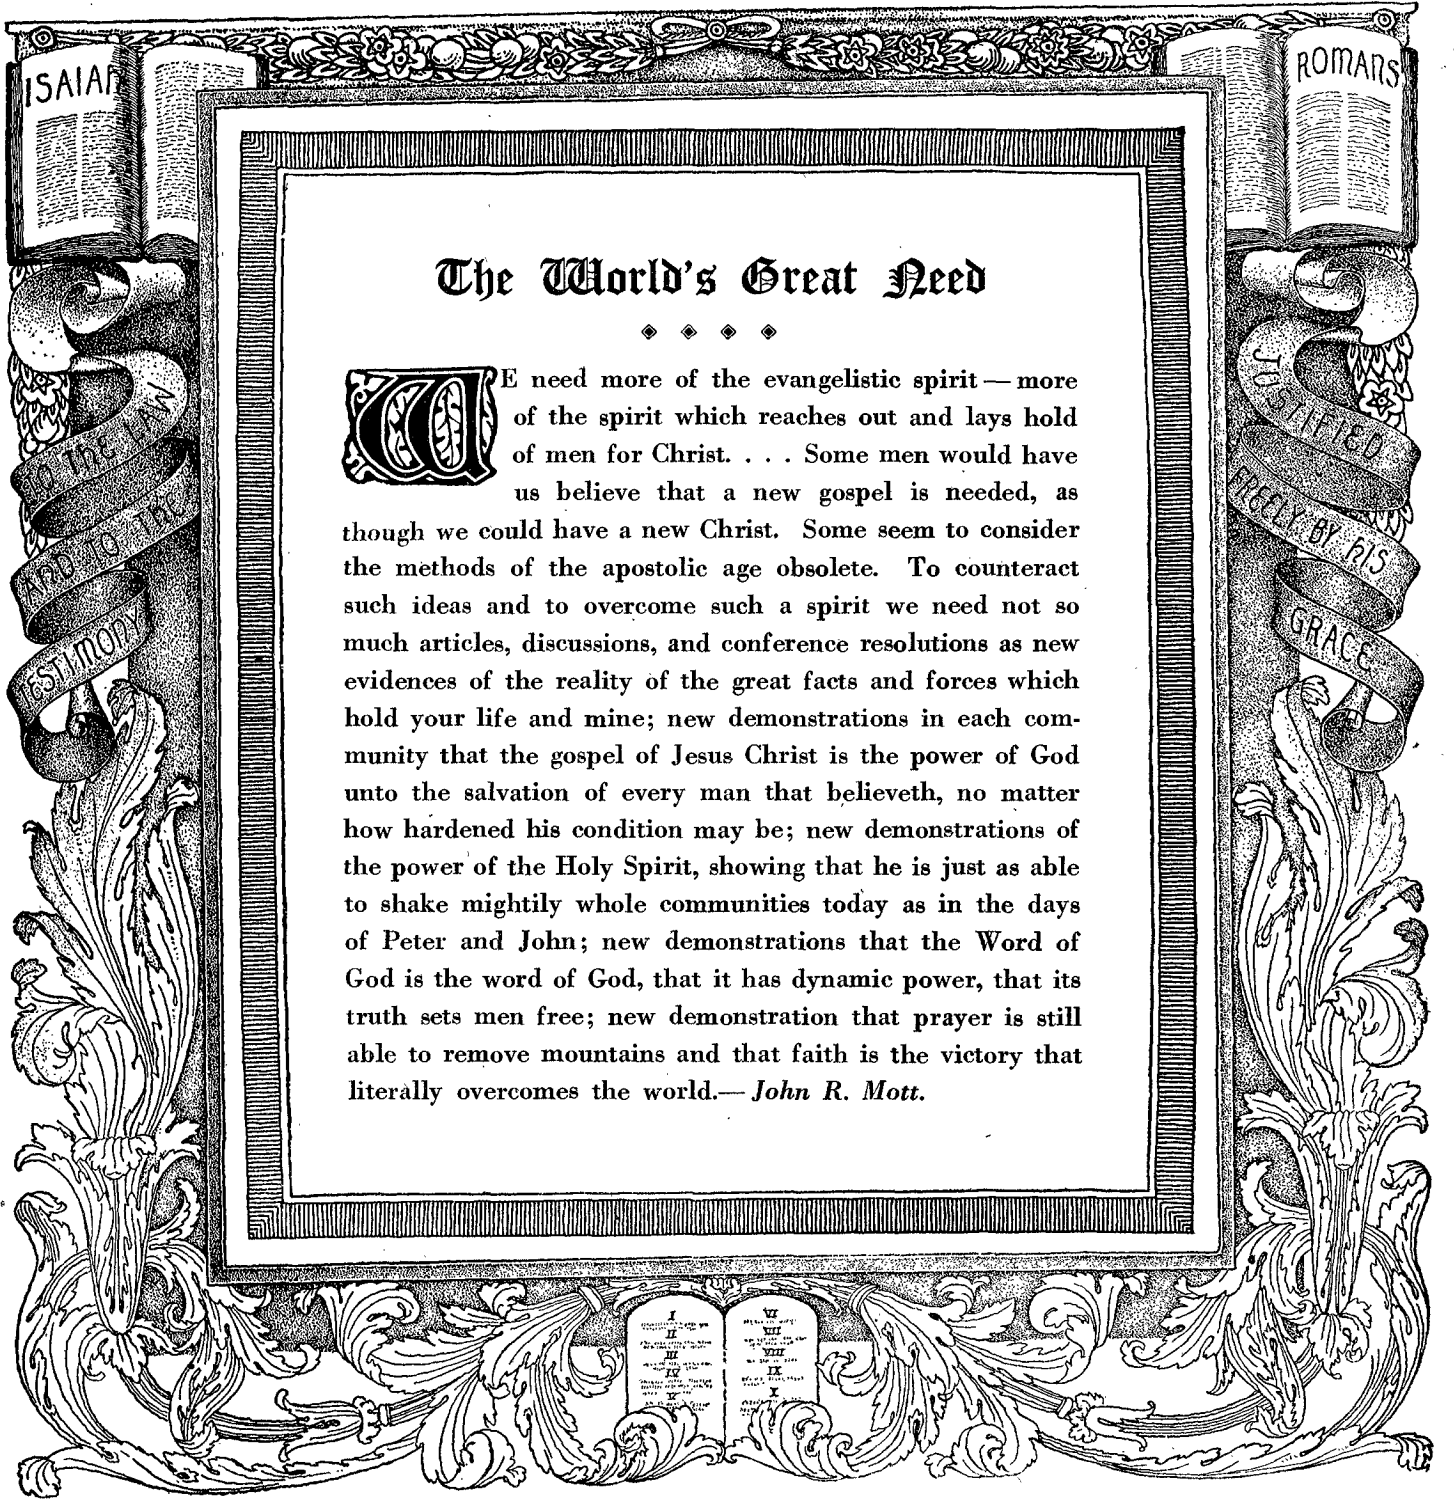 ISAIAH
ROMANS
TO THE LAW
AND TO THE
TESTIMONY
JUSTIFIED
FREELY BY HIS
GRACE
The World's Great Need
WE need more of the evangelistic spirit — more
of the spirit which reaches out and lays hold
of men for Christ. . . . Some men would have
us believe that a new gospel is needed, as
though we could have a new Christ. Some seem to consider
the methods of the apostolic age obsolete. To counteract
such ideas and to overcome such a spirit we need not so
much articles, discussions, and conference resolutions as new
evidences of the reality of the great facts and forces which
hold your life and mine; new demonstrations in each com-
munity that the gospel of Jesus Christ is the power of God
unto the salvation of every man that believeth, no matter
how hardened his condition may be; new demonstrations of
the power of the Holy Spirit, showing that he is just as able
to shake mightily whole communities today as in the days
of Peter and John; new demonstrations that the Word of
God is the word of God, that it has dynamic power, that its
truth sets men free; new demonstration that prayer is still
able to remove mountains and that faith is the victory that
literally overcomes the world.— John R. Mott.
I
II
III
IV
V
VI
VII
VIII
IX
X